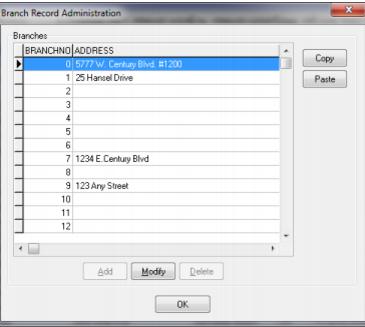 Branch Record Administration
Branches
BRANCHNO ADDRESS
0 5777 W. Century Blvd. #1200
1 25 Hansel Drive
2
3
4
5
6
7 1234 E.Century Blvd
8
9 123 Any Street
10
11
12
Copy
Paste
Add Modify Delete
OK